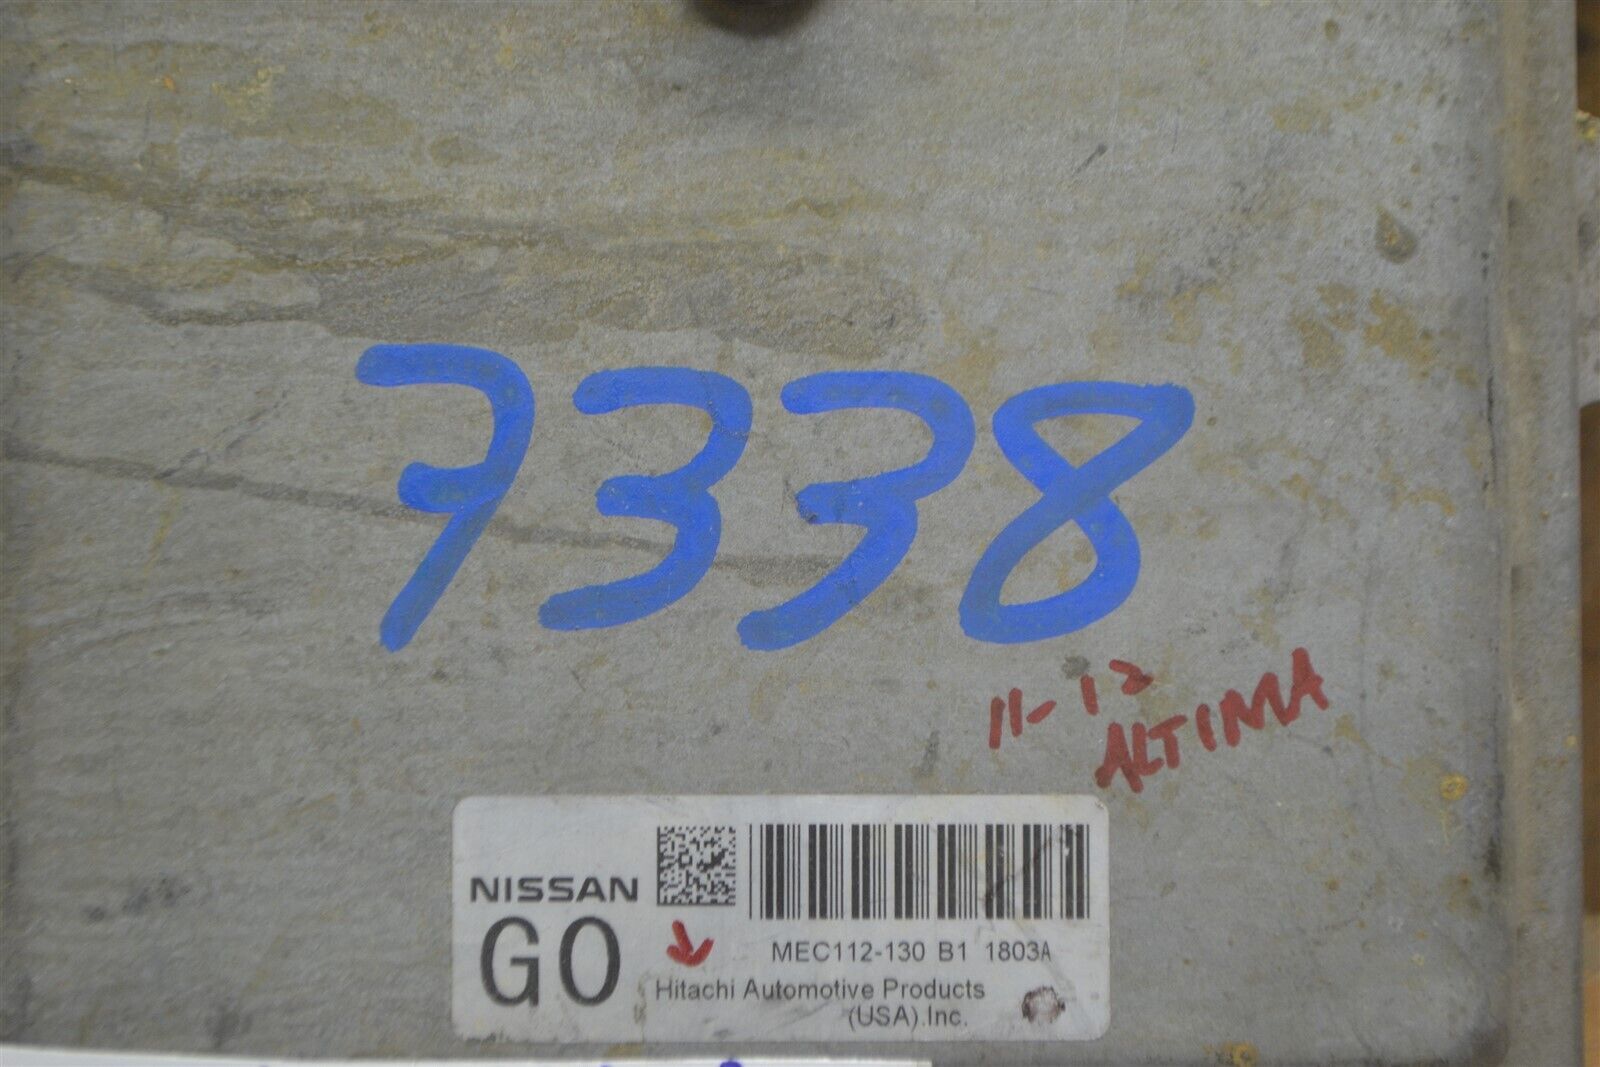 7338
11-12
ALTIMA
NISSAN
GO
MEC112-130 B1 1803A
Hitachi Automotive Products
(USA).Inc.